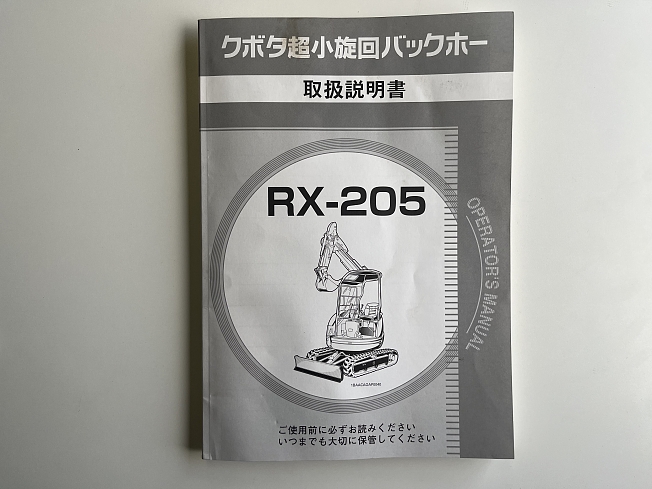 クボタ超小旋回バックホー
取扱説明書
RX-205
OPERATOR'S MANUAL
ご使用前に必ずお読みください
いつまでも大切に保管してください